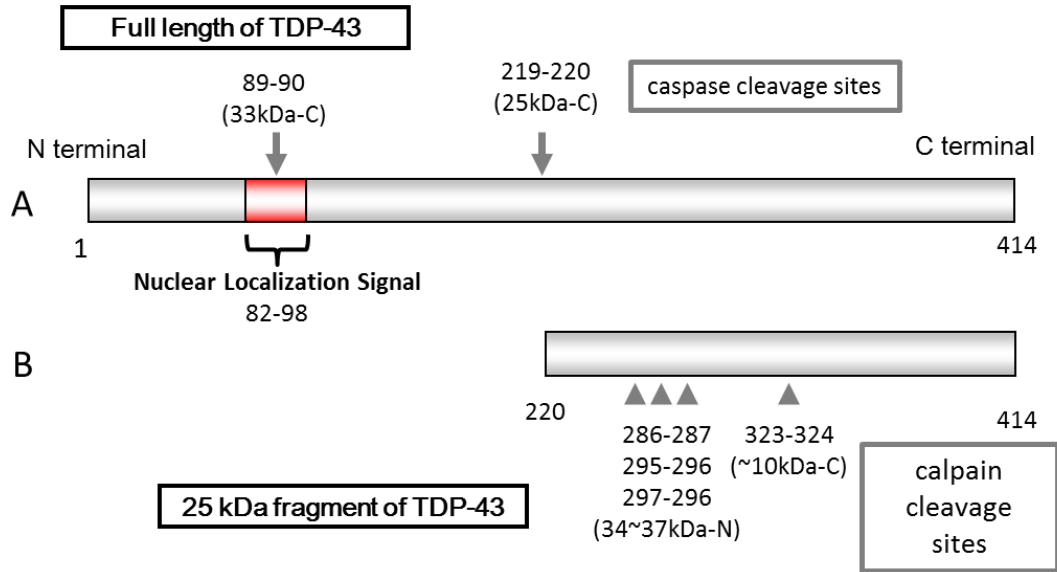 Full length of TDP-43
89-90
(33kDa-C)
219-220
(25kDa-C)
caspase cleavage sites
N terminal
C terminal
A
1
414
Nuclear Localization Signal
82-98
B
220
414
286-287
295-296
297-296
(34~37kDa-N)
323-324
(~10kDa-C)
25 kDa fragment of TDP-43
calpain
cleavage
sites